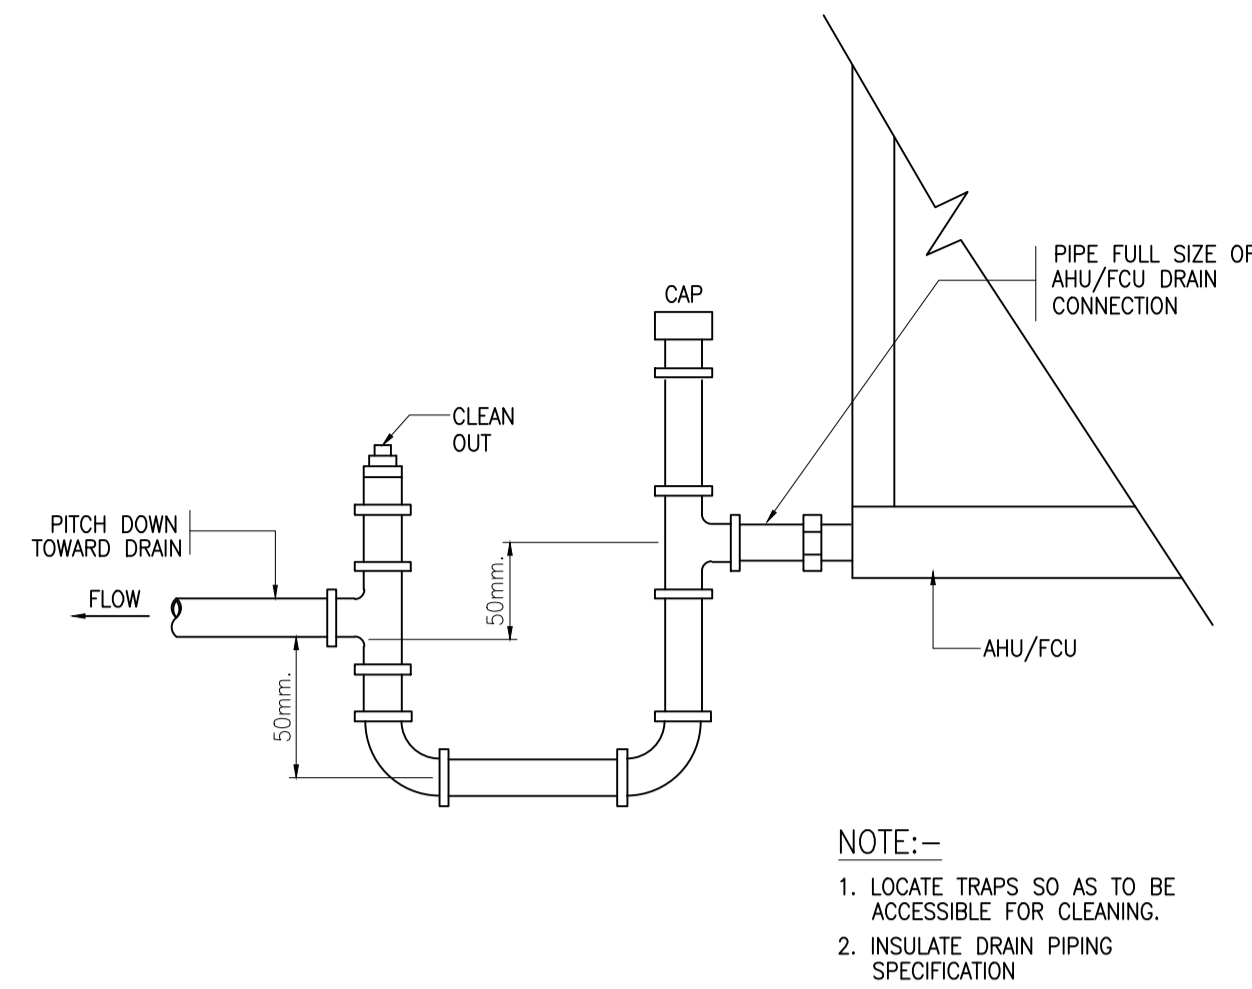 PIPE FULL SIZE OF
AHU/FCU DRAIN
CONNECTION
CAP
CLEAN
OUT
PITCH DOWN
TOWARD DRAIN
FLOW
50mm.
50mm.
AHU/FCU
NOTE:-
1. LOCATE TRAPS SO AS TO BE
ACCESSIBLE FOR CLEANING.
2. INSULATE DRAIN PIPING
SPECIFICATION